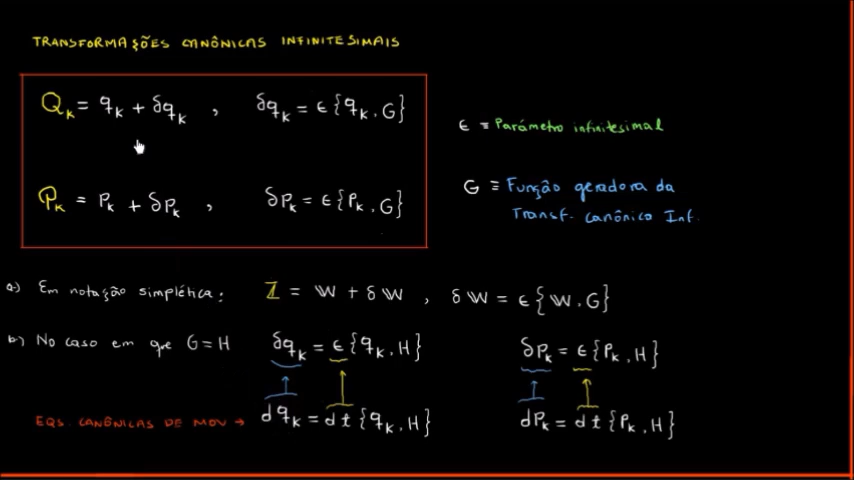 TRANSFORMAÇÕES CANÔNICAS INFINITESIMAIS
Qₖ = qₖ + δqₖ , δqₖ = ϵ{qₖ, G}
Pₖ = pₖ + δpₖ , δpₖ = ϵ{pₖ, G}
ϵ ≡ Parámetro infinitesimal
G ≡ Função geradora da
Transf. canônico Inf.
a) Em notação simplética: ℤ = 𝕎 + δ𝕎 , δ𝕎 = ϵ{𝕎, G}
b) No caso em que G = H δqₖ = ϵ{qₖ, H} δpₖ = ϵ{pₖ, H}
EQS. CANÔNICAS DE MOV → dqₖ = dt{qₖ, H} dpₖ = dt{pₖ, H}